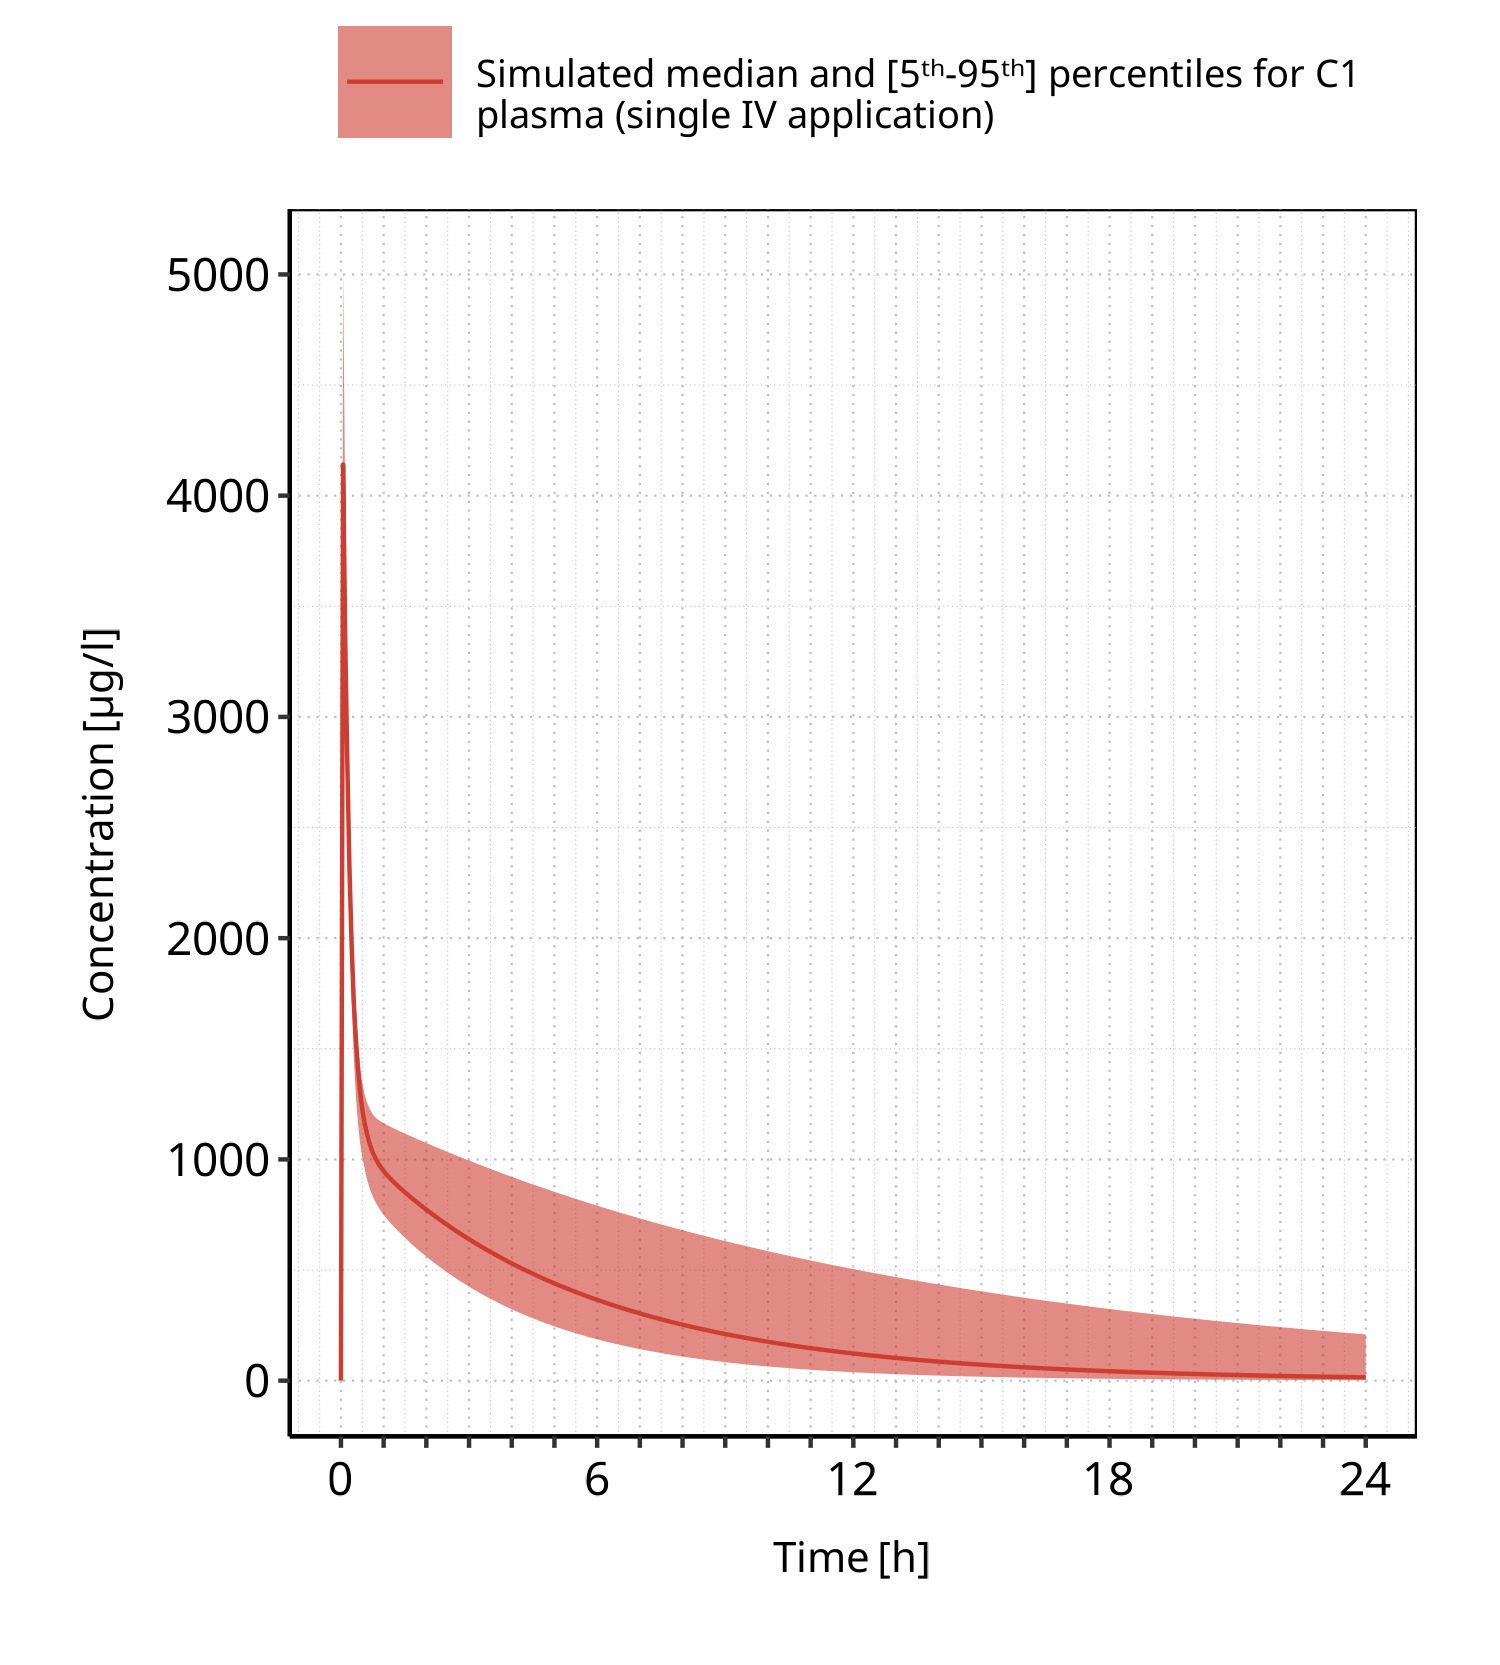 Simulated median and [5ᵗʰ-95ᵗʰ] percentiles for C1
plasma (single IV application)
5000
4000
3000
2000
1000
0
Concentration [µg/l]
0 6 12 18 24
Time [h]